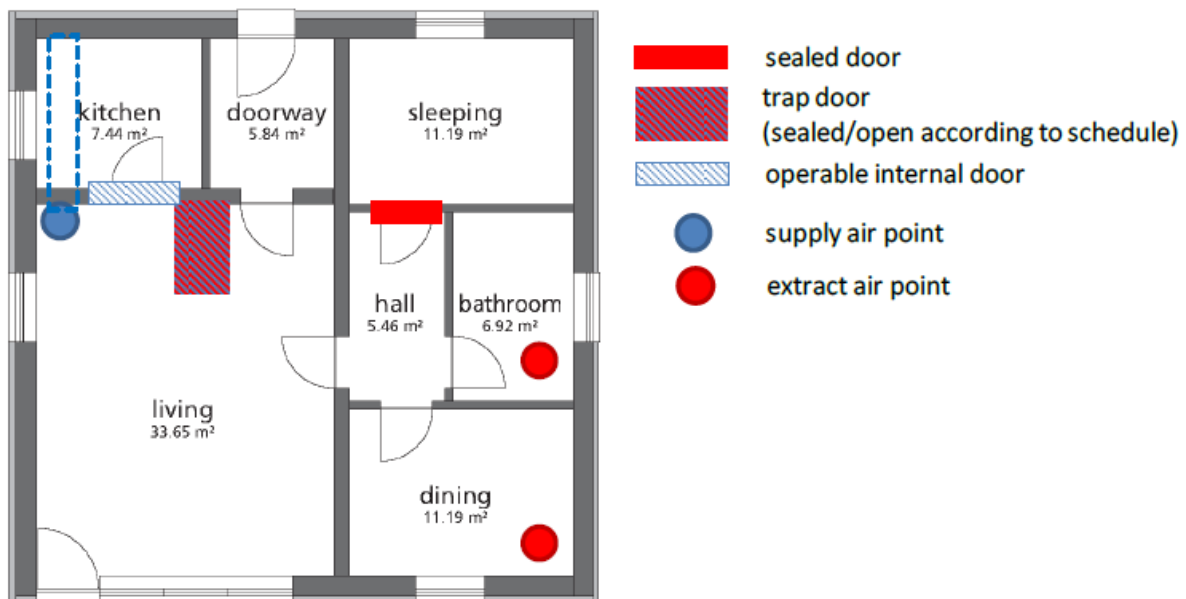 kitchen
7.44 m²
doorway
5.84 m²
sleeping
11.19 m²
hall
5.46 m²
bathroom
6.92 m²
living
33.65 m²
dining
11.19 m²
sealed door
trap door
(sealed/open according to schedule)
operable internal door
supply air point
extract air point